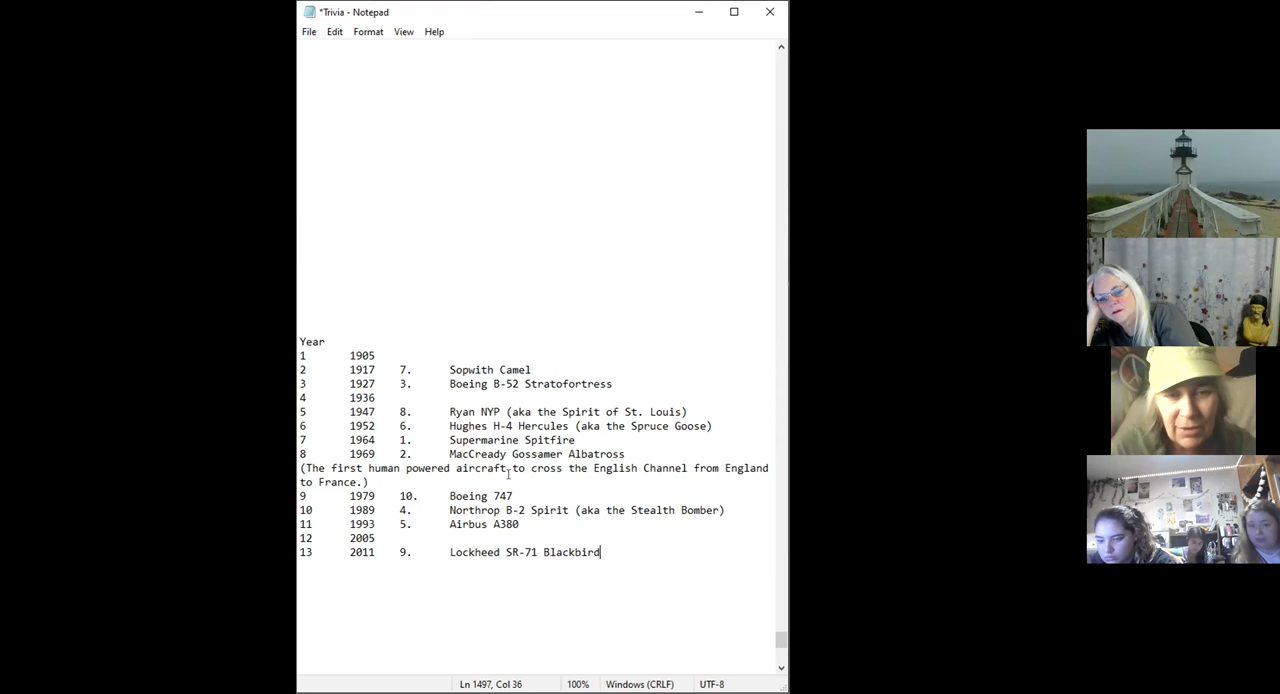 *Trivia - Notepad
File Edit Format View Help
Year
1 1905
2 1917 7. Sopwith Camel
3 1927 3. Boeing B-52 Stratofortress
4 1936
5 1947 8. Ryan NYP (aka the Spirit of St. Louis)
6 1952 6. Hughes H-4 Hercules (aka the Spruce Goose)
7 1964 1. Supermarine Spitfire
8 1969 2. MacCready Gossamer Albatross
(The first human powered aircraft to cross the English Channel from England
to France.)
9 1979 10. Boeing 747
10 1989 4. Northrop B-2 Spirit (aka the Stealth Bomber)
11 1993 5. Airbus A380
12 2005
13 2011 9. Lockheed SR-71 Blackbird
Ln 1497, Col 36 100% Windows (CRLF) UTF-8